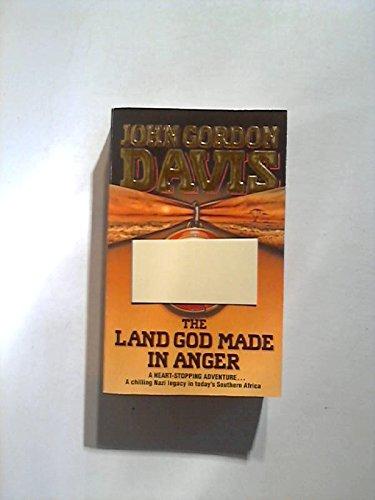 JOHN GORDON
DAVIS
THE
LAND GOD MADE
IN ANGER
A HEART-STOPPING ADVENTURE...
A chilling Nazi legacy in today's Southern Africa